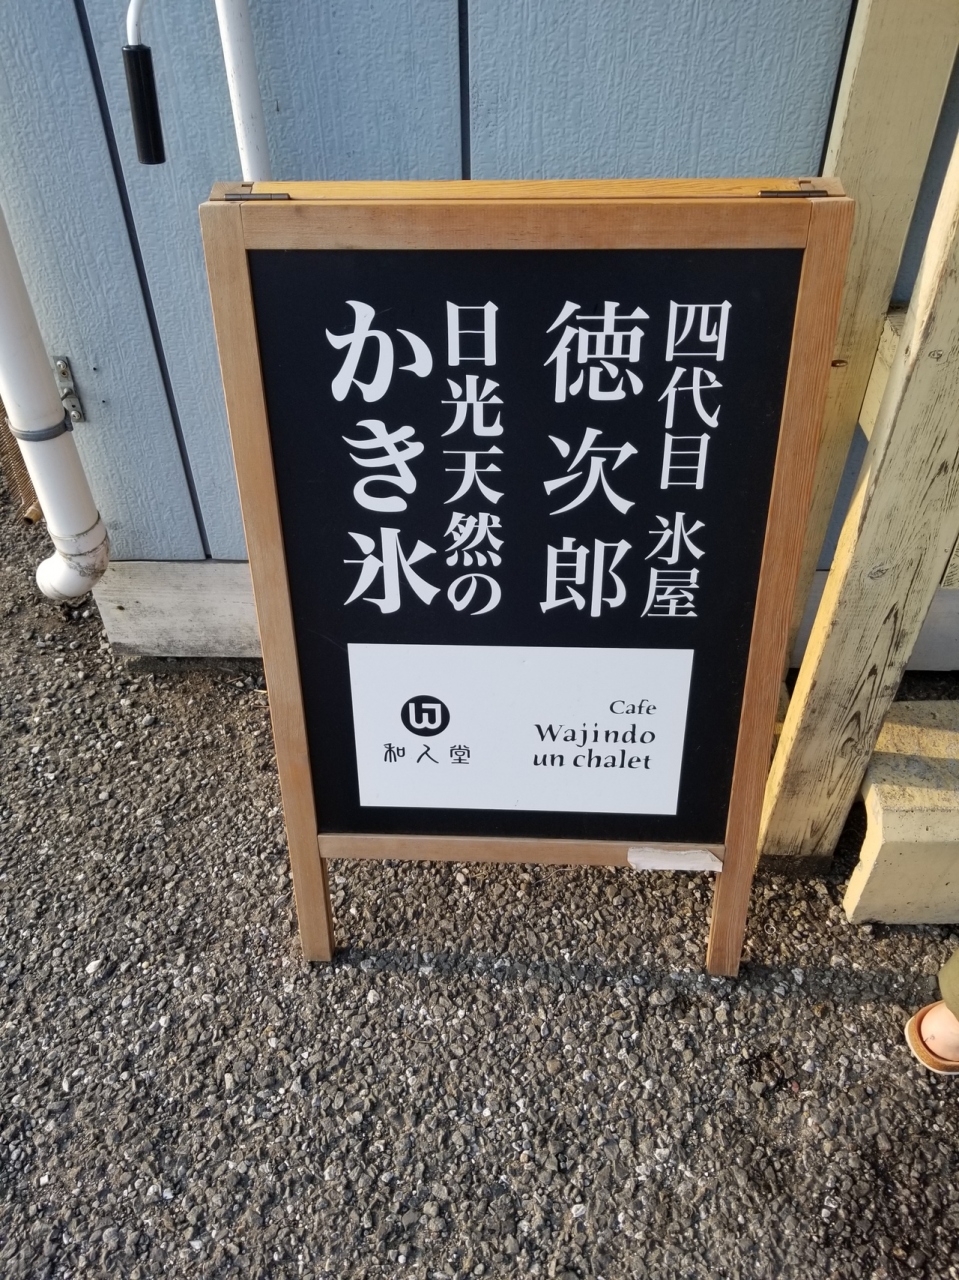 四代目 氷屋
徳次郎
日光天然の
かき氷
和人堂
Cafe
Wajindo
un chalet